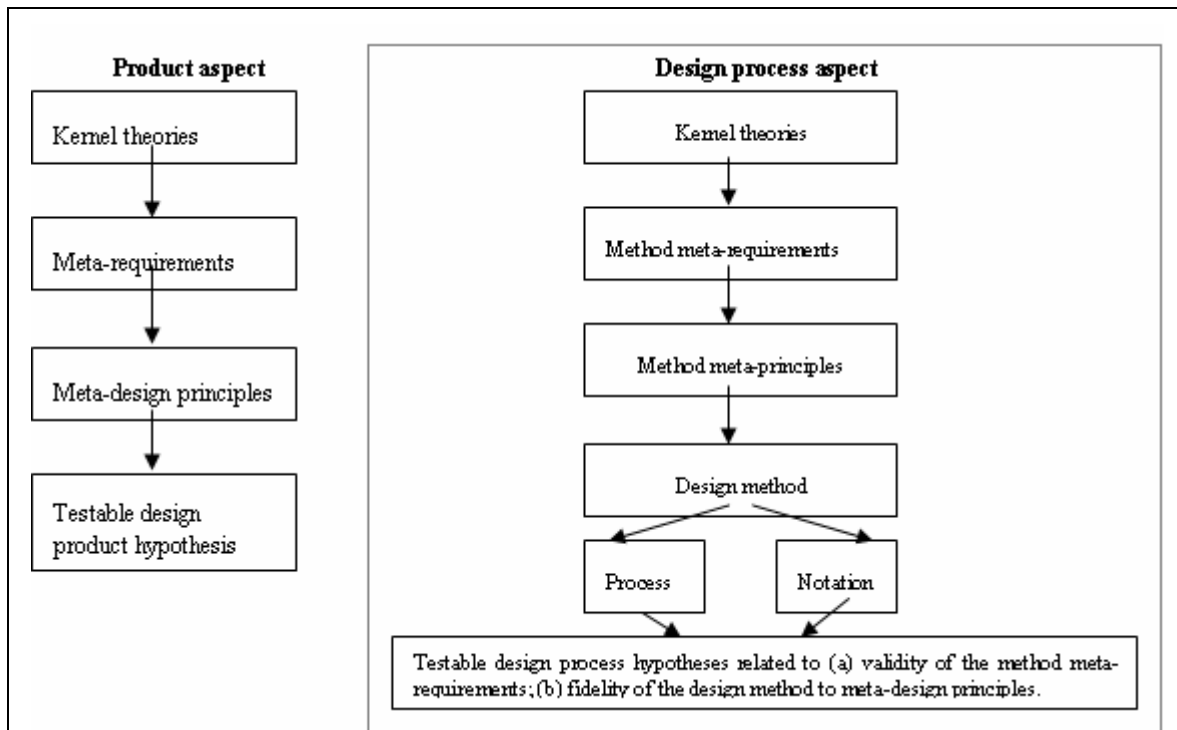 Product aspect
Kernel theories
Meta-requirements
Meta-design principles
Testable design
product hypothesis
Design process aspect
Kernel theories
Method meta-requirements
Method meta-principles
Design method
Process
Notation
Testable design process hypotheses related to (a) validity of the method meta-
requirements; (b) fidelity of the design method to meta-design principles.